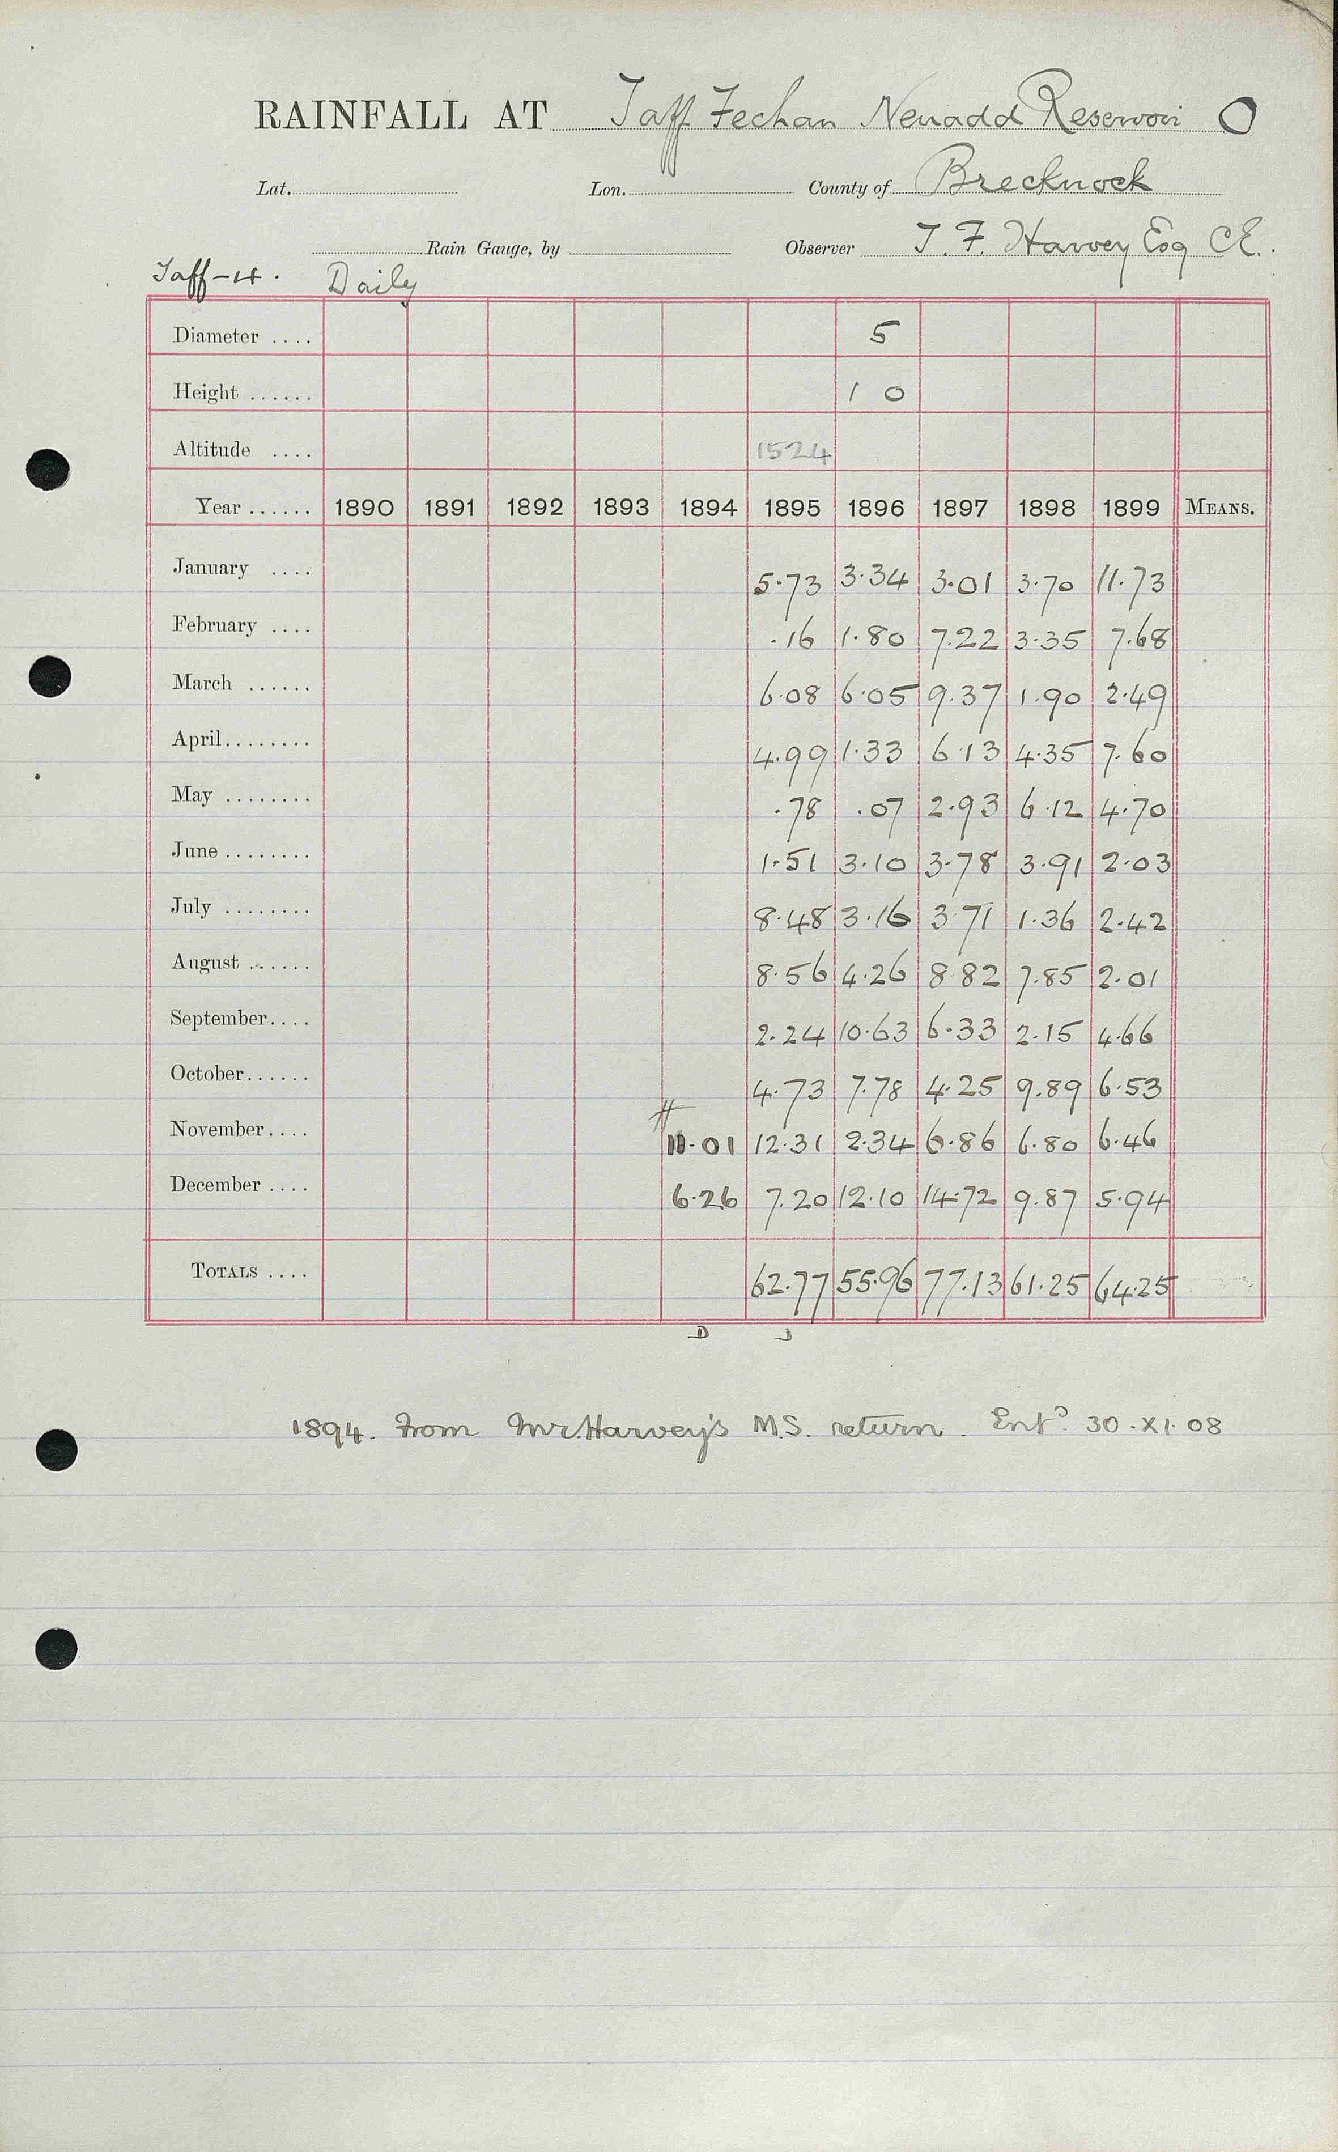 RAINFALL AT Taff Fechan Neuadd Reservoir O
Lat. Lon. County of Brecknock
Rain Gauge, by Observer T. F. Harvey Esq CE.
Taff-4. Daily
Diameter .... 5
Height ...... 1 0
Altitude .... 1524
Year ...... 1890 1891 1892 1893 1894 1895 1896 1897 1898 1899 MEANS.
January .... 5.73 3.34 3.01 3.70 11.73
February .... .16 1.80 7.22 3.35 7.68
March ...... 6.08 6.05 9.37 1.90 2.49
April ........ 4.99 1.33 6.13 4.35 7.60
May ........ .78 .07 2.93 6.12 4.70
June ........ 1.51 3.10 3.78 3.91 2.03
July ........ 8.48 3.16 3.71 1.36 2.42
August ...... 8.56 4.26 8.82 7.85 2.01
September.... 2.24 10.63 6.33 2.15 4.66
October...... 4.73 7.78 4.25 9.89 6.53
#
November.... 11.01 12.31 2.34 6.86 6.80 6.46
December .... 6.26 7.20 12.10 14.72 9.87 5.94
TOTALS .... 62.77 55.96 77.13 61.25 64.25
D J
1894. From Mr. Harvey's M.S. return. Entᴰ. 30.XI.08